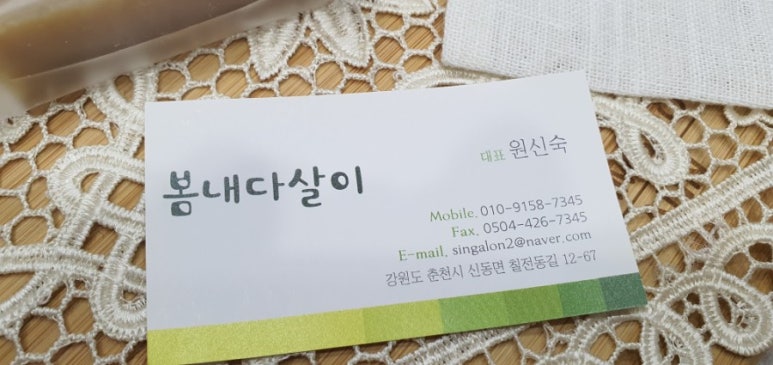 봄내다살이
대표 원신숙
Mobile. 010-9158-7345
Fax. 0504-426-7345
E-mail. singalon2@naver.com
강원도 춘천시 신동면 칠전동길 12-67